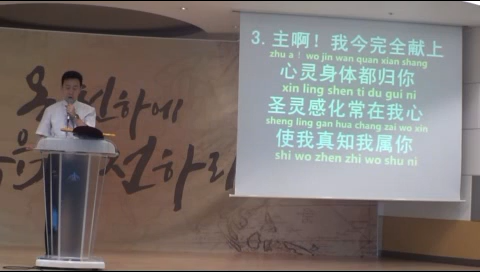 3. 主啊！我今完全献上
zhu a！wo jin wan quan xian shang
心灵身体都归你
xin ling shen ti du gui ni
圣灵感化常在我心
sheng ling gan hua chang zai wo xin
使我真知我属你
shi wo zhen zhi wo shu ni
천하에